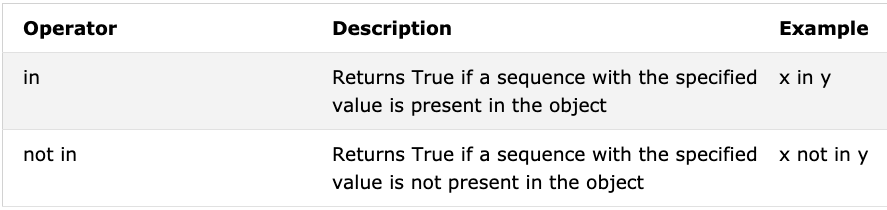 Operator Description Example
in Returns True if a sequence with the specified x in y
value is present in the object
not in Returns True if a sequence with the specified x not in y
value is not present in the object